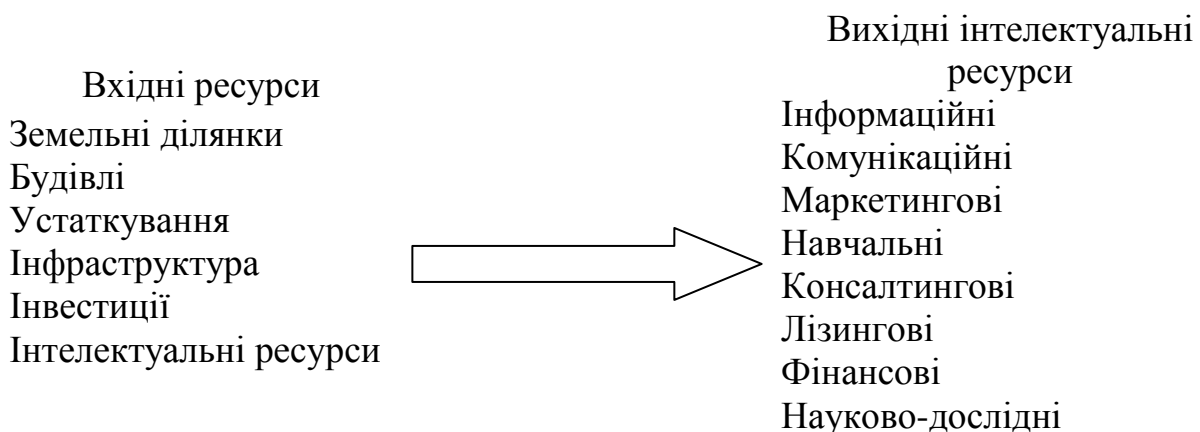 Вхідні ресурси
Земельні ділянки
Будівлі
Устаткування
Інфраструктура
Інвестиції
Інтелектуальні ресурси
Вихідні інтелектуальні
ресурси
Інформаційні
Комунікаційні
Маркетингові
Навчальні
Консалтингові
Лізингові
Фінансові
Науково-дослідні